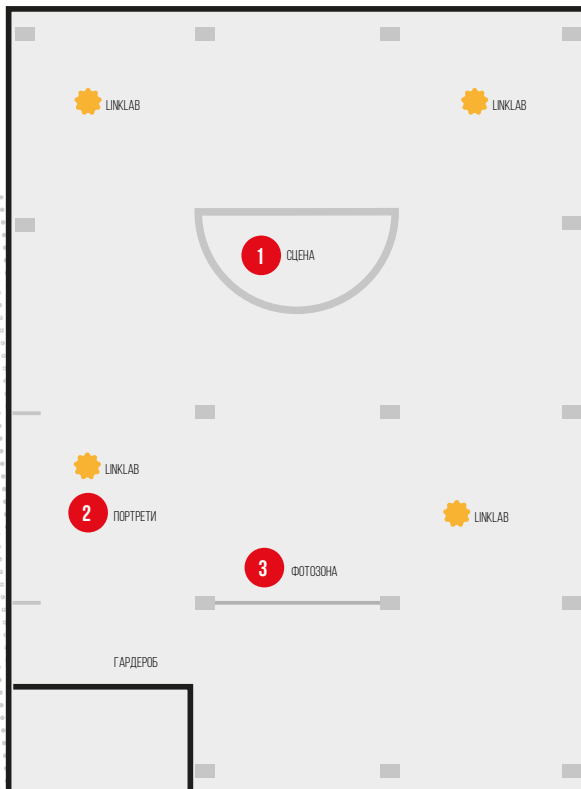 LINKLAB
LINKLAB
1 СЦЕНА
LINKLAB
2 ПОРТРЕТИ
LINKLAB
3 ФОТОЗОНА
ГАРДЕРОБ